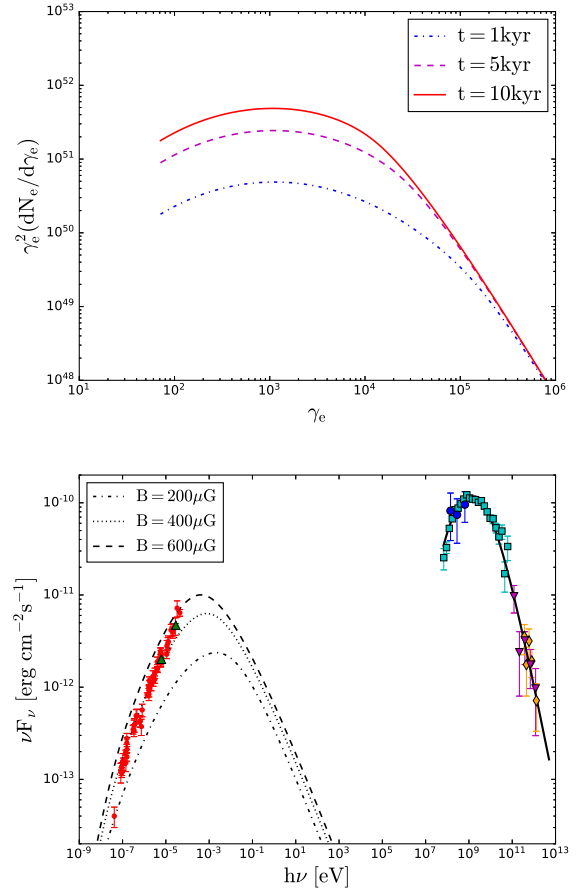 10^53
10^52
10^51
10^50
10^49
10^48
γ_e^2(dN_e/dγ_e)
t = 1kyr
t = 5kyr
t = 10kyr
10^1 10^2 10^3 10^4 10^5 10^6
γ_e
10^-10
10^-11
10^-12
10^-13
νF_ν [erg cm^−2 s^−1]
B = 200μG
B = 400μG
B = 600μG
10^-9 10^-7 10^-5 10^-3 10^-1 10^1 10^3 10^5 10^7 10^9 10^11 10^13
hν [eV]